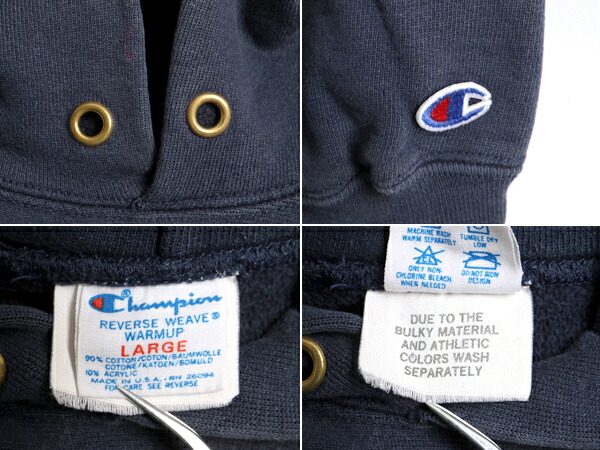 Champion
REVERSE WEAVE®
WARMUP
LARGE
90% COTTON/COTON/BAUMWOLLE
COTONE/KATOEN/BOMULD
10% ACRYLIC
MADE IN U.S.A., RN 26094
FOR CARE SEE REVERSE
MACHINE WASH TUMBLE DRY
WARM SEPARATELY LOW
CL
ONLY NON- DO NOT IRON
CHLORINE BLEACH DESIGN
WHEN NEEDED
DUE TO THE
BULKY MATERIAL
AND ATHLETIC
COLORS WASH
SEPARATELY